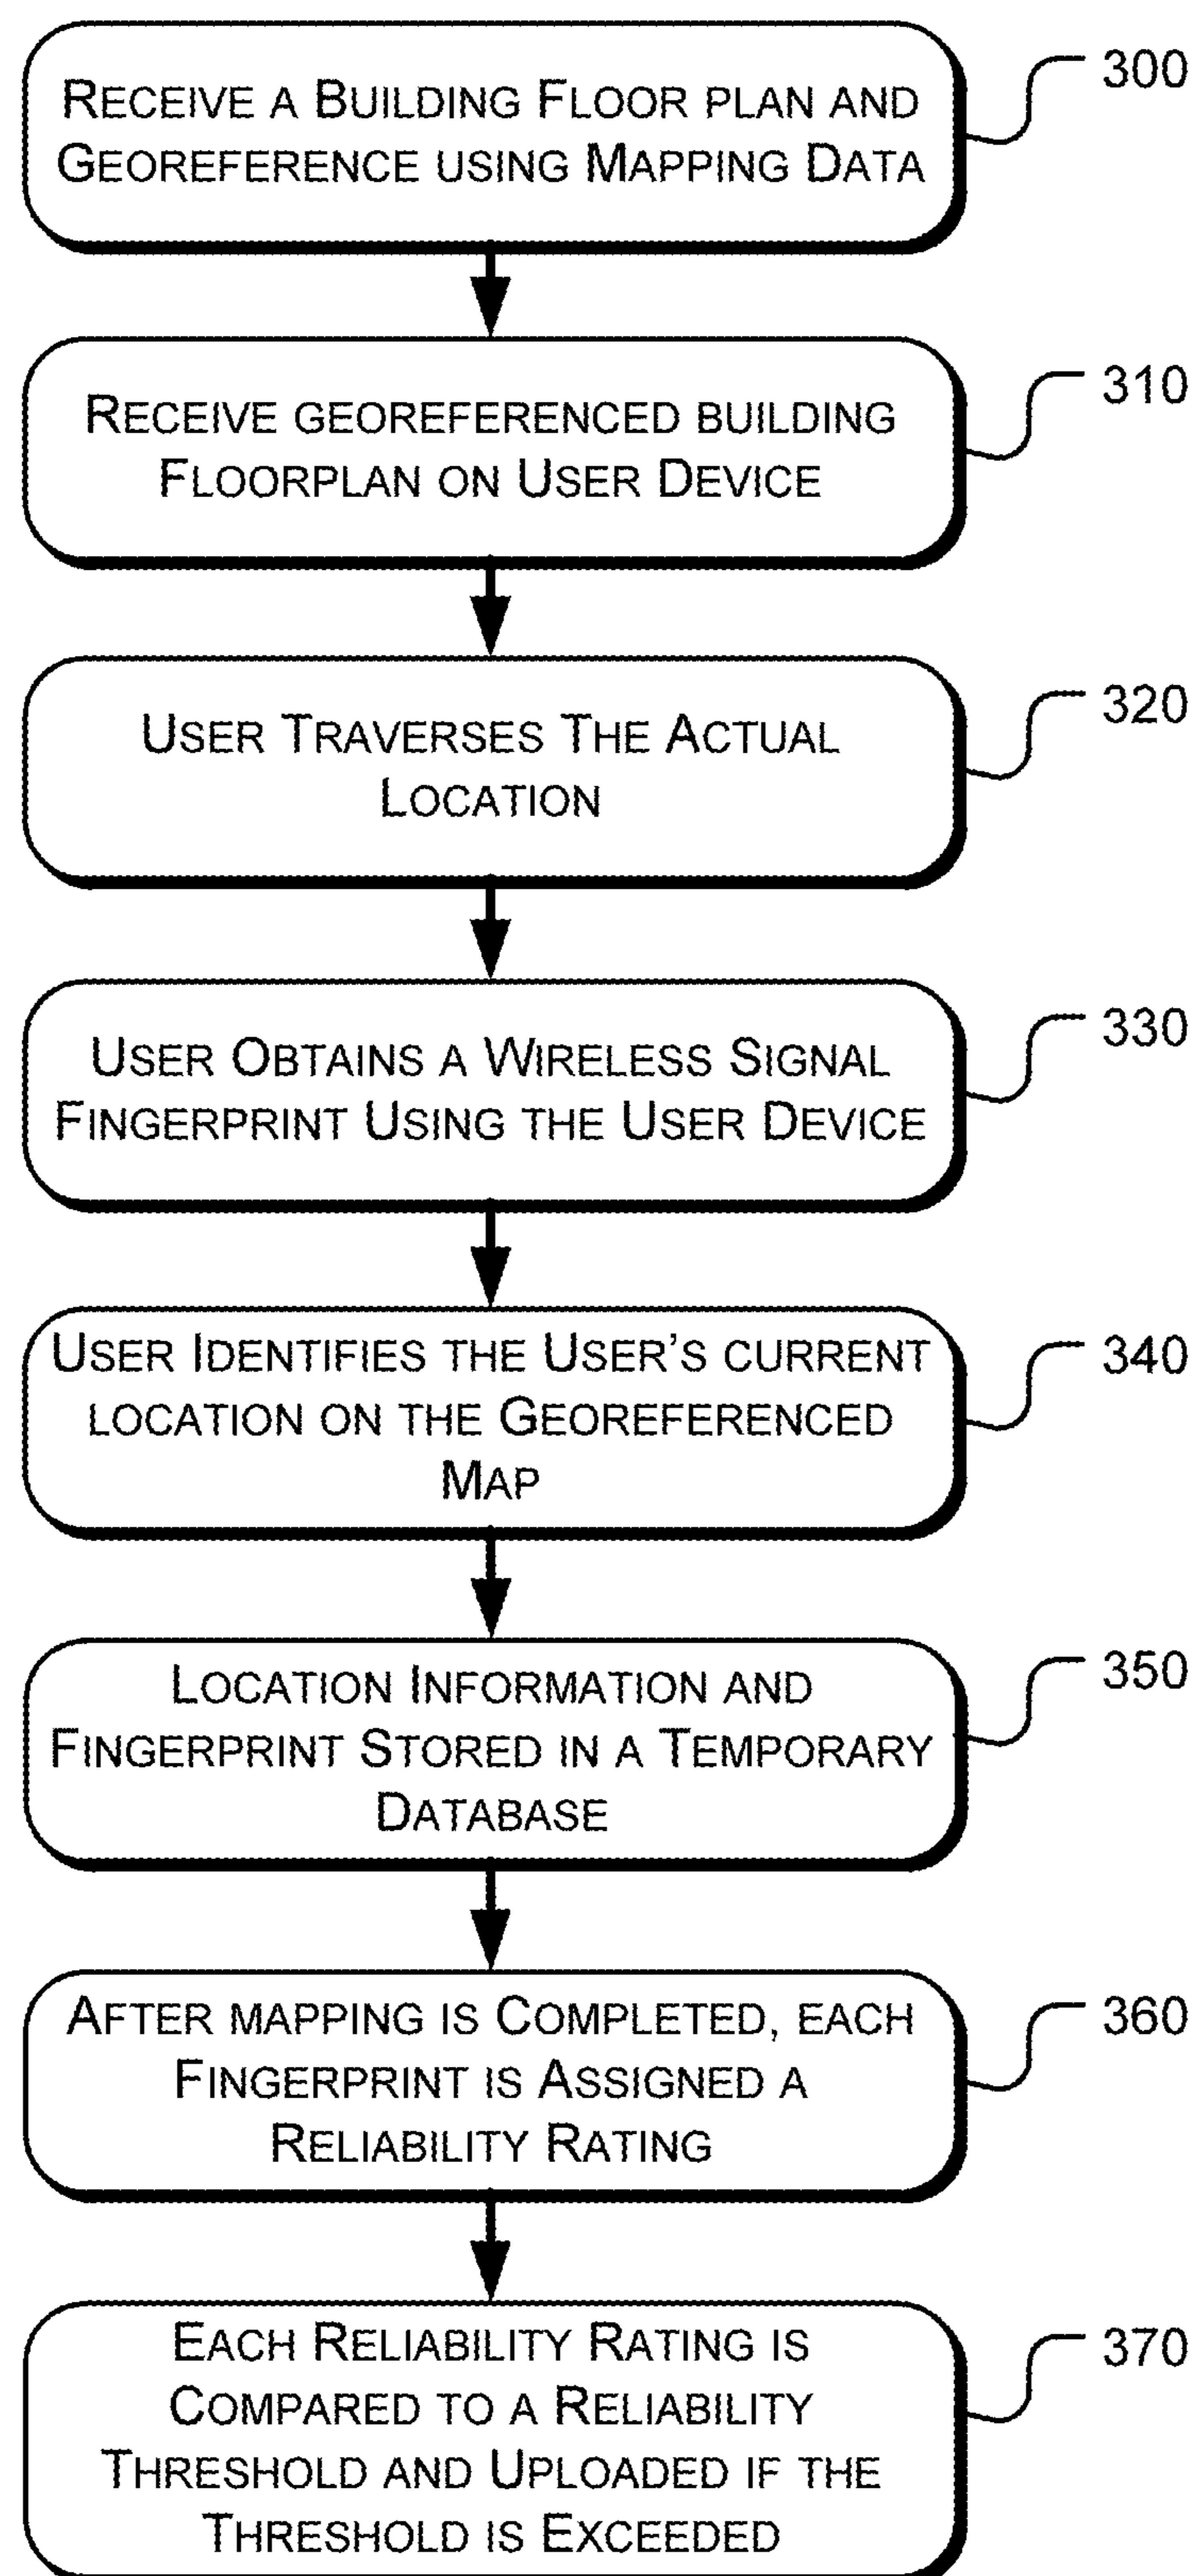 RECEIVE A BUILDING FLOOR PLAN AND
GEOREFERENCE USING MAPPING DATA
300
RECEIVE GEOREFERENCED BUILDING
FLOORPLAN ON USER DEVICE
310
USER TRAVERSES THE ACTUAL
LOCATION
320
USER OBTAINS A WIRELESS SIGNAL
FINGERPRINT USING THE USER DEVICE
330
USER IDENTIFIES THE USER'S CURRENT
LOCATION ON THE GEOREFERENCED
MAP
340
LOCATION INFORMATION AND
FINGERPRINT STORED IN A TEMPORARY
DATABASE
350
AFTER MAPPING IS COMPLETED, EACH
FINGERPRINT IS ASSIGNED A
RELIABILITY RATING
360
EACH RELIABILITY RATING IS
COMPARED TO A RELIABILITY
THRESHOLD AND UPLOADED IF THE
THRESHOLD IS EXCEEDED
370